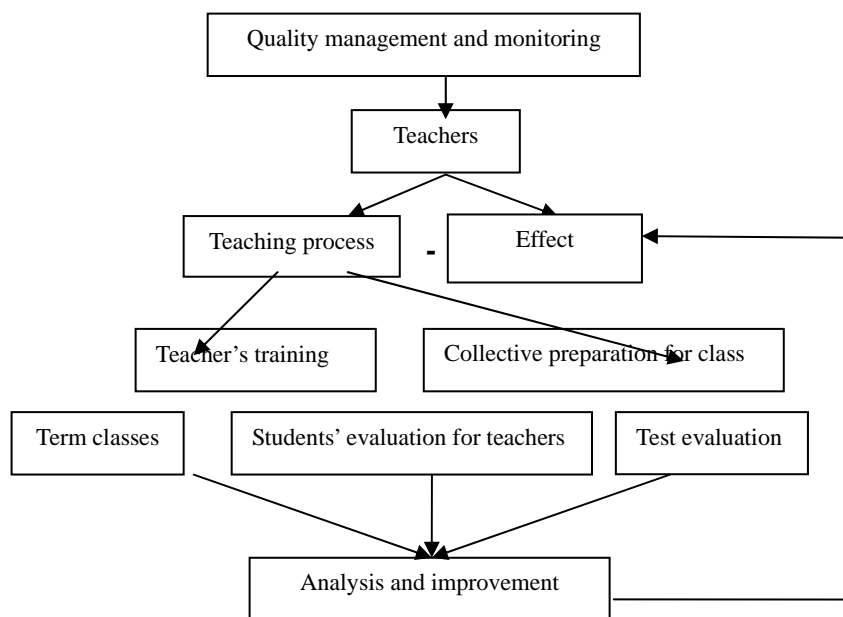 Quality management and monitoring
Teachers
Teaching process
-
Effect
Teacher’s training
Collective preparation for class
Term classes
Students’ evaluation for teachers
Test evaluation
Analysis and improvement